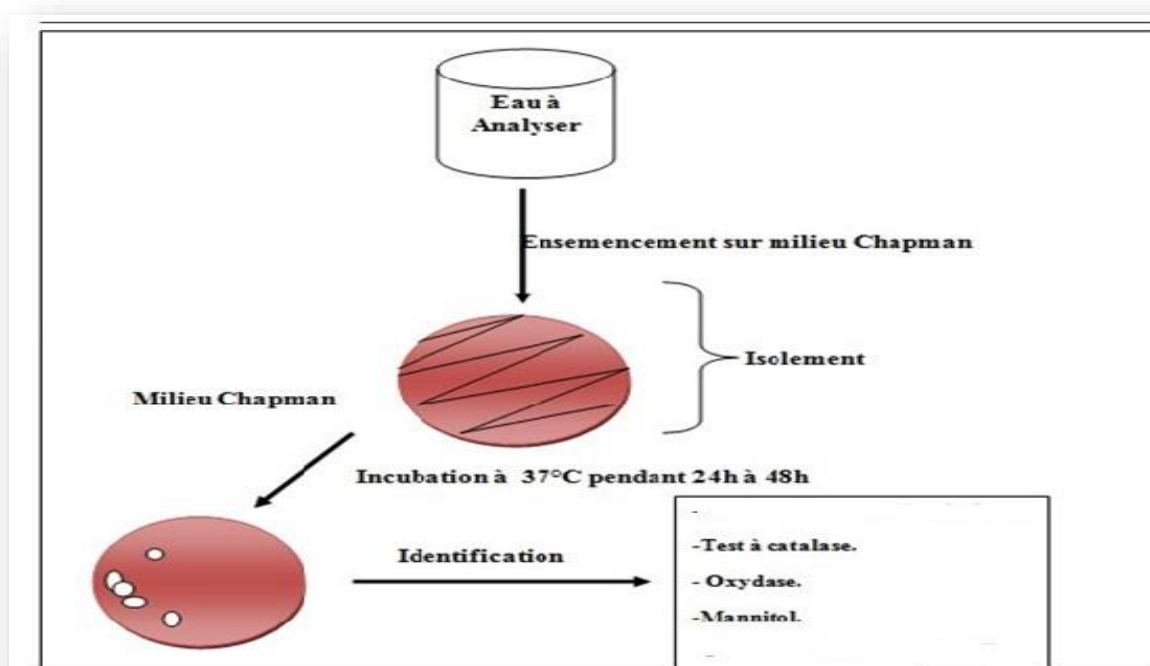 Eau à
Analyser
Ensemencement sur milieu Chapman
Isolement
Milieu Chapman
Incubation à 37°C pendant 24h à 48h
Identification
-
-Test à catalase.
- Oxydase.
-Mannitol.
-